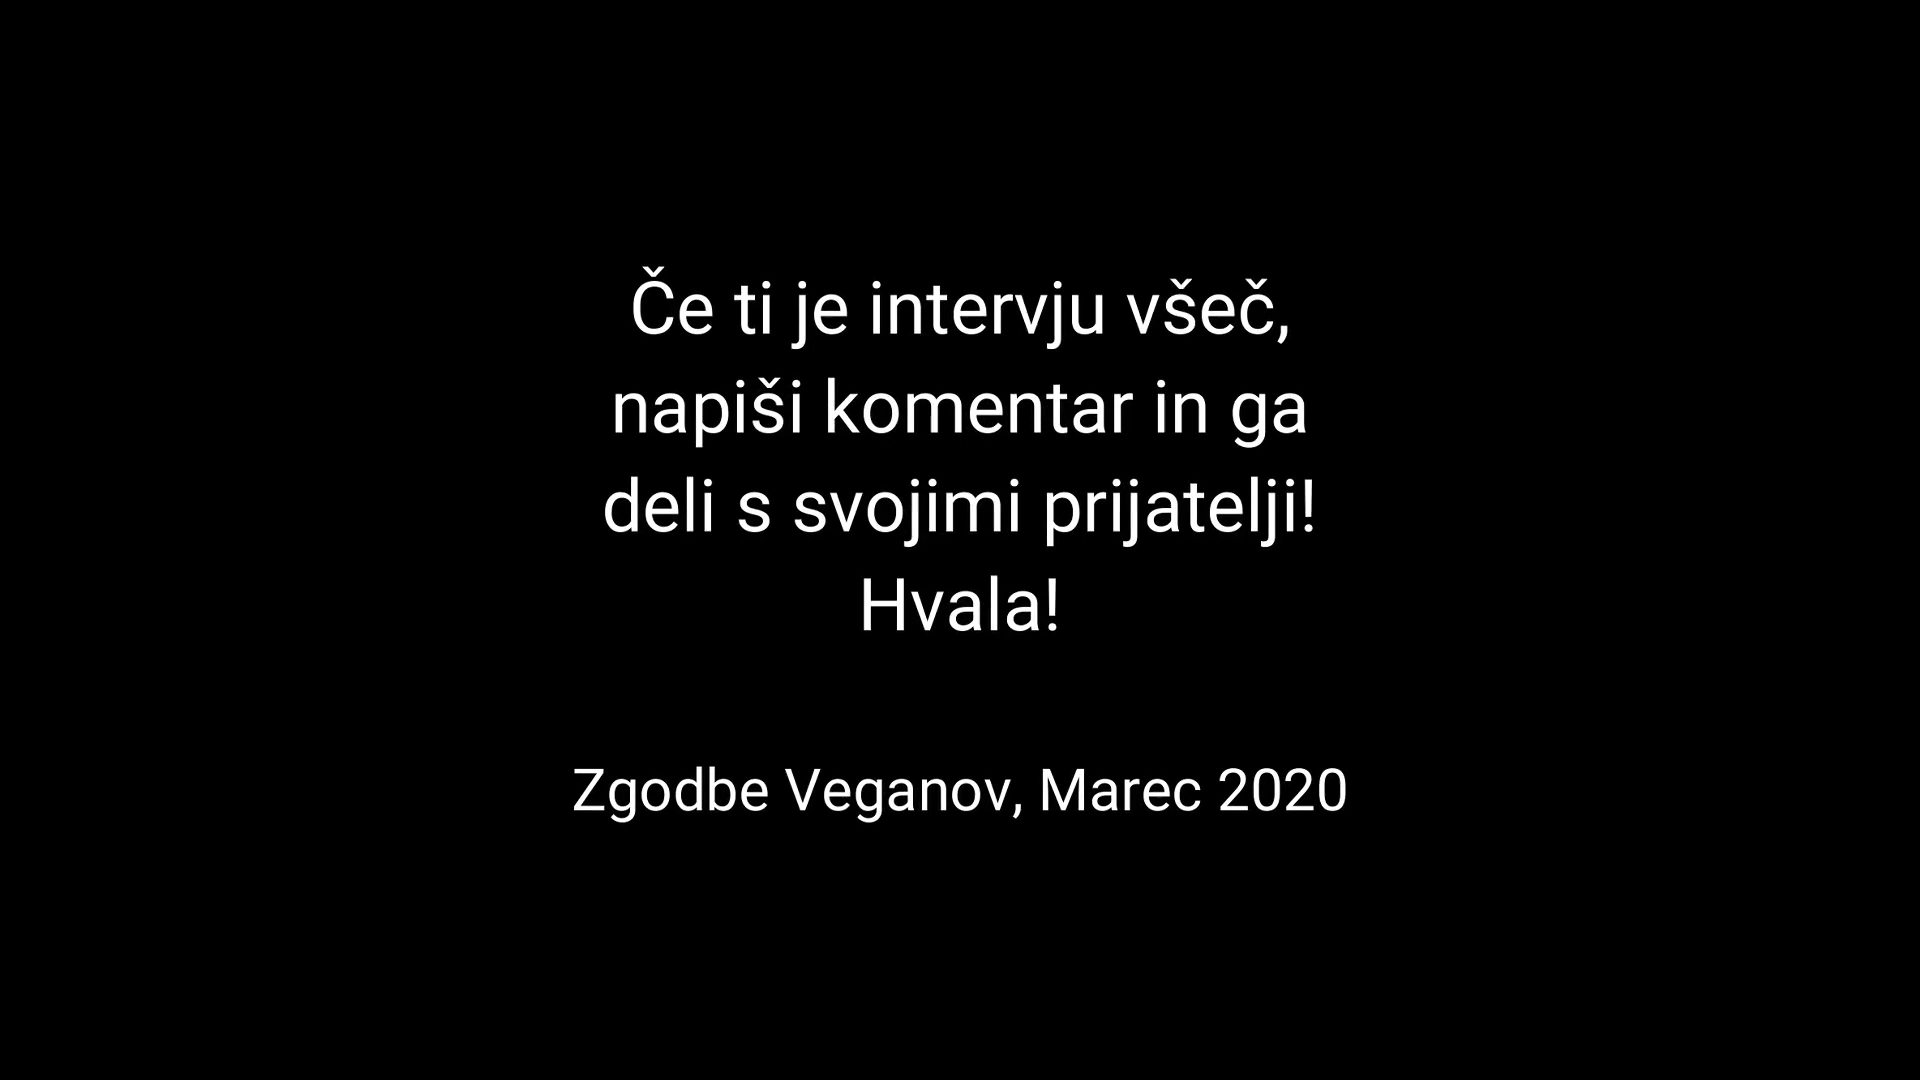 Če ti je intervju všeč,
napiši komentar in ga
deli s svojimi prijatelji!
Hvala!
Zgodbe Veganov, Marec 2020